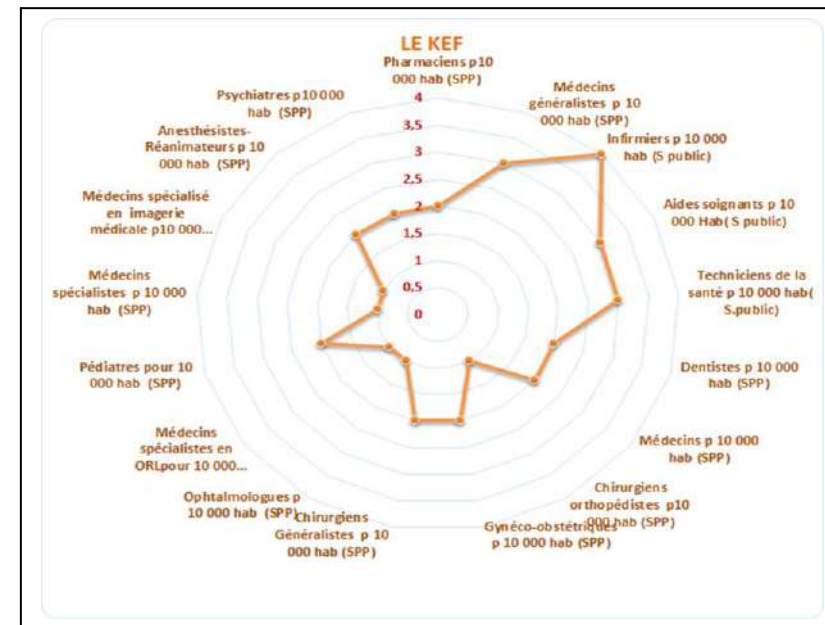 LE KEF
Pharmaciens p10
000 hab (SPP)
Médecins
généralistes p 10
000 hab (SPP)
Infirmiers p 10 000
hab (S public)
Aides soignants p 10
000 Hab( S public)
Techniciens de la
santé p 10 000 hab(
S.public)
Dentistes p 10 000
hab (SPP)
Médecins p 10 000
hab (SPP)
Chirurgiens
orthopédistes p10
000 hab (SPP)
Gynéco-obstétriques
p 10 000 hab (SPP)
Chirurgiens
Généralistes p 10
000 hab (SPP)
Ophtalmologues p
10 000 hab (SPP)
Médecins
spécialistes en
ORLpour 10 000...
Pédiatres pour 10
000 hab (SPP)
Médecins
spécialistes p 10 000
hab (SPP)
Médecins spécialisé
en imagerie
médicale p10 000...
Anesthésistes-
Réanimateurs p 10
000 hab (SPP)
Psychiatres p10 000
hab (SPP)
4
3,5
3
2,5
2
1,5
1
0,5
0